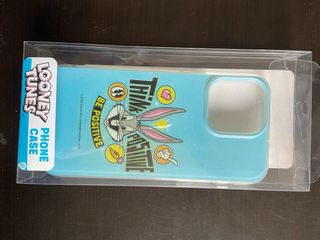 LOONEY
TUNES
PHONE
CASE
THINK
POSITIVE
BE POSITIVE